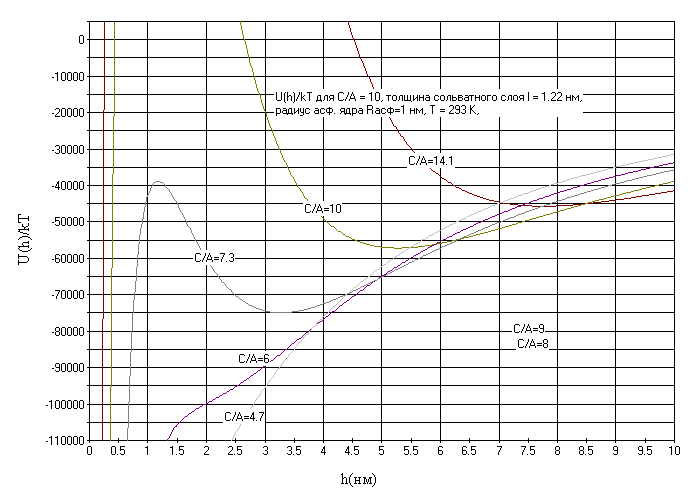 0
-10000
-20000
-30000
-40000
-50000
-60000
-70000
-80000
-90000
-100000
-110000
U(h)/kT
U(h)/kT для С/А = 10, толщина сольватного слоя l = 1.22 нм,
радиус асф. ядра Rасф=1 нм, Т = 293 К,
C/A=14.1
C/A=10
C/A=7.3
C/A=9
C/A=8
C/A=6
C/A=4.7
0 0.5 1 1.5 2 2.5 3 3.5 4 4.5 5 5.5 6 6.5 7 7.5 8 8.5 9 9.5 10
h(нм)